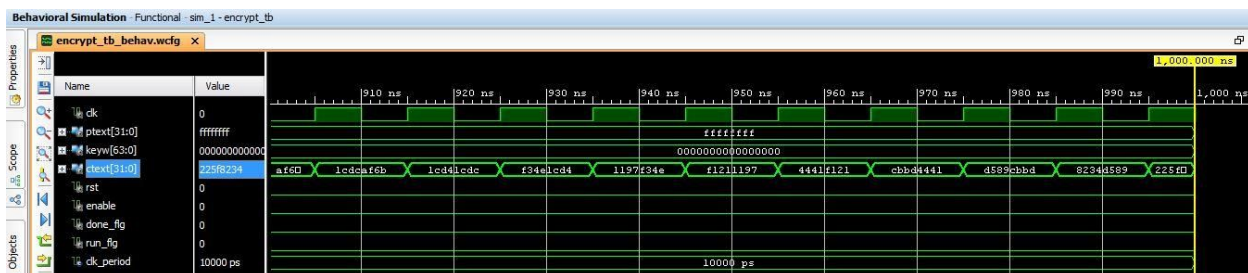 Behavioral Simulation - Functional - sim_1 - encrypt_tb
encrypt_tb_behav.wcfg
1,000.000 ns
Name Value
910 ns 920 ns 930 ns 940 ns 950 ns 960 ns 970 ns 980 ns 990 ns 1,000 ns
clk 0
ptext[31:0] ffffffff ffffffff
keyw[63:0] 000000000000 0000000000000000
ctext[31:0] 225f8234 af6 1cdcaf6b 1cd41cdc f34e1cd4 1197f34e f1211197 4441f121 cbbd4441 d589cbbd 8234d589 225f
rst 0
enable 0
done_flg 0
run_flg 0
clk_period 10000 ps 10000 ps
Properties
Scope
Objects